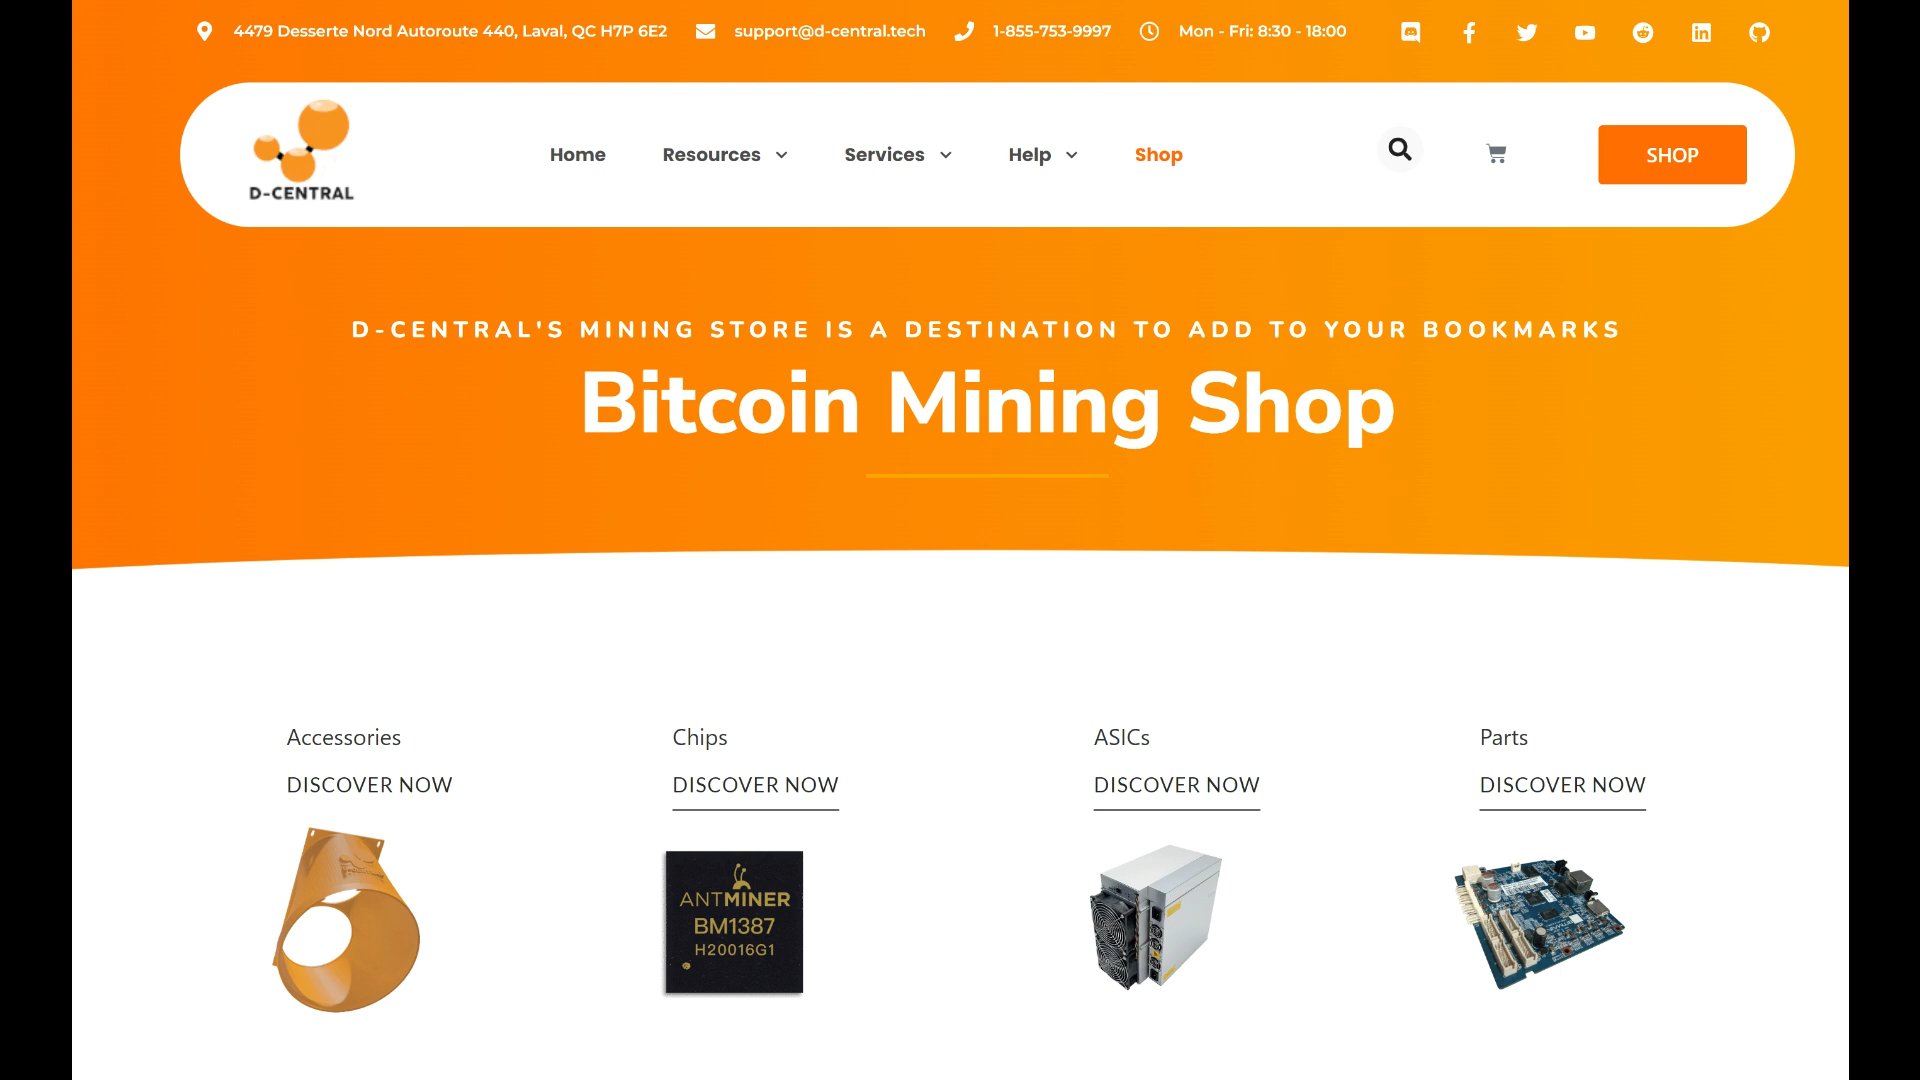 4479 Desserte Nord Autoroute 440, Laval, QC H7P 6E2 support@d-central.tech 1-855-753-9997 Mon - Fri: 8:30 - 18:00
D-CENTRAL
Home Resources Services Help Shop SHOP
D-CENTRAL'S MINING STORE IS A DESTINATION TO ADD TO YOUR BOOKMARKS
Bitcoin Mining Shop
Accessories Chips ASICs Parts
DISCOVER NOW DISCOVER NOW DISCOVER NOW DISCOVER NOW
ANTMINER
BM1387
H20016G1